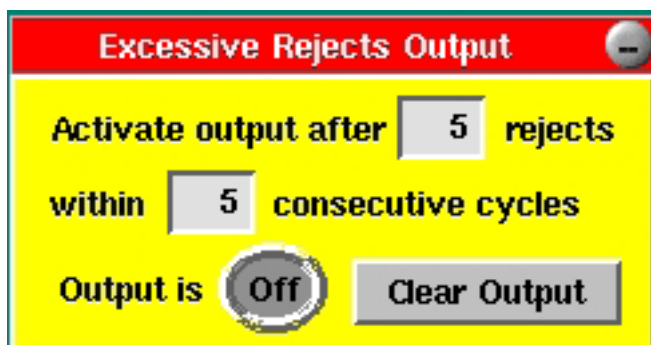 Excessive Rejects Output
Activate output after 5 rejects
within 5 consecutive cycles
Output is Off Clear Output